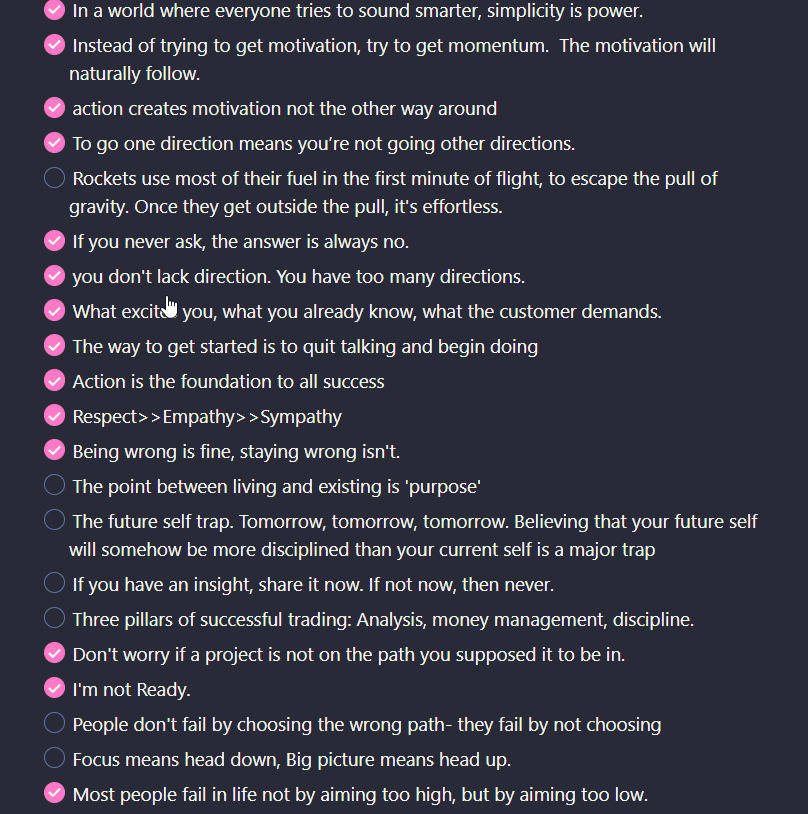 In a world where everyone tries to sound smarter, simplicity is power.
Instead of trying to get motivation, try to get momentum.  The motivation will
naturally follow.
action creates motivation not the other way around
To go one direction means you’re not going other directions.
Rockets use most of their fuel in the first minute of flight, to escape the pull of
gravity. Once they get outside the pull, it's effortless.
If you never ask, the answer is always no.
you don't lack direction. You have too many directions.
What excites you, what you already know, what the customer demands.
The way to get started is to quit talking and begin doing
Action is the foundation to all success
Respect>>Empathy>>Sympathy
Being wrong is fine, staying wrong isn't.
The point between living and existing is 'purpose'
The future self trap. Tomorrow, tomorrow, tomorrow. Believing that your future self
will somehow be more disciplined than your current self is a major trap
If you have an insight, share it now. If not now, then never.
Three pillars of successful trading: Analysis, money management, discipline.
Don't worry if a project is not on the path you supposed it to be in.
I'm not Ready.
People don't fail by choosing the wrong path- they fail by not choosing
Focus means head down, Big picture means head up.
Most people fail in life not by aiming too high, but by aiming too low.